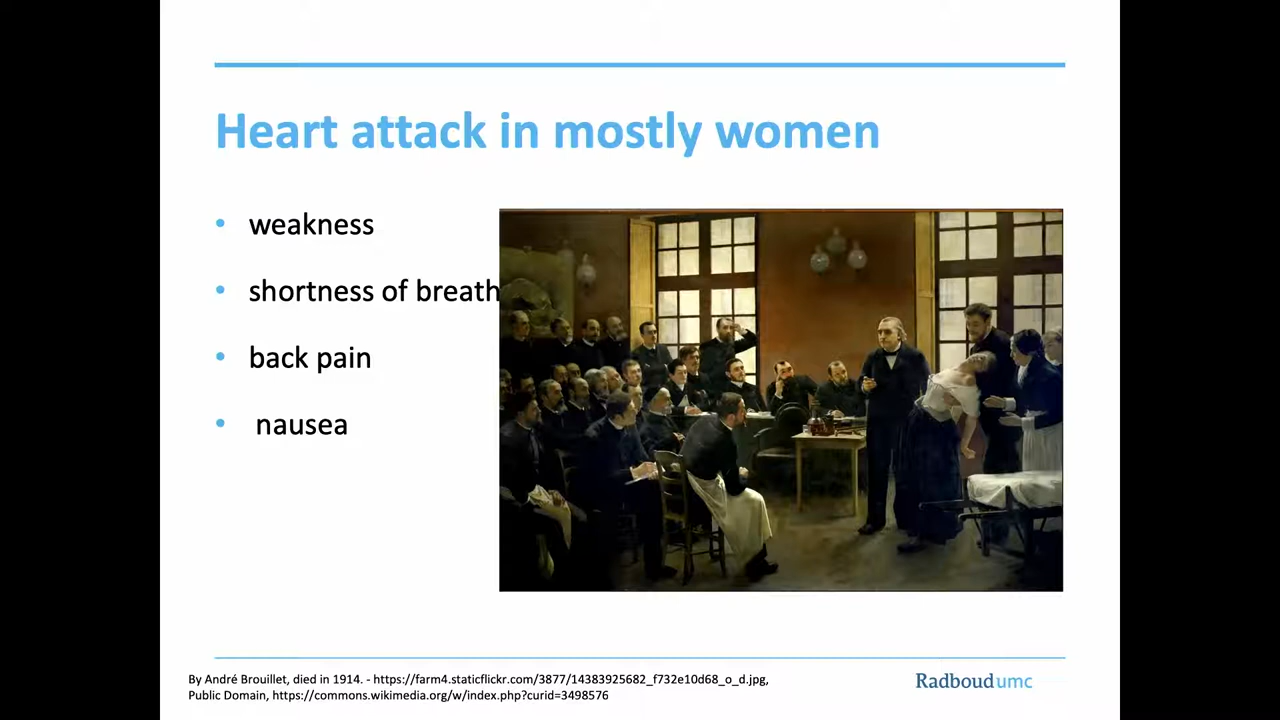 Heart attack in mostly women
• weakness
• shortness of breath
• back pain
• nausea
By André Brouillet, died in 1914. - https://farm4.staticflickr.com/3877/14383925682_f732e10d68_o_d.jpg,
Public Domain, https://commons.wikimedia.org/w/index.php?curid=3498576
Radboudumc